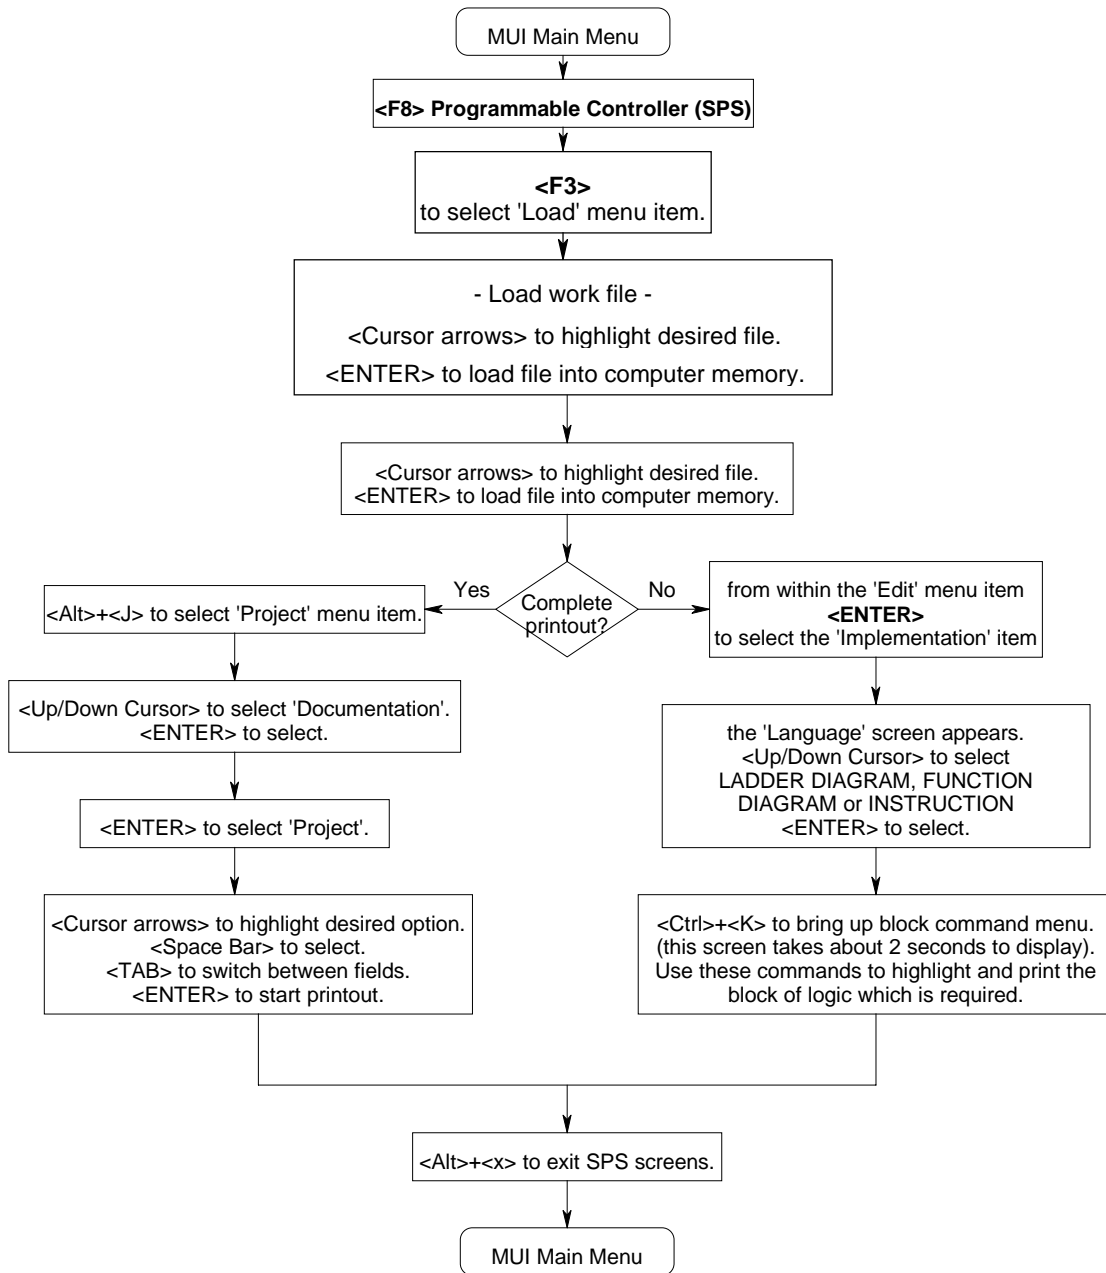 MUI Main Menu
<F8> Programmable Controller (SPS)
<F3>
to select 'Load' menu item.
- Load work file -
<Cursor arrows> to highlight desired file.
<ENTER> to load file into computer memory.
<Cursor arrows> to highlight desired file.
<ENTER> to load file into computer memory.
Complete
printout?
Yes
No
<Alt>+<J> to select 'Project' menu item.
<Up/Down Cursor> to select 'Documentation'.
<ENTER> to select.
<ENTER> to select 'Project'.
<Cursor arrows> to highlight desired option.
<Space Bar> to select.
<TAB> to switch between fields.
<ENTER> to start printout.
from within the 'Edit' menu item
<ENTER>
to select the 'Implementation' item
the 'Language' screen appears.
<Up/Down Cursor> to select
LADDER DIAGRAM, FUNCTION
DIAGRAM or INSTRUCTION
<ENTER> to select.
<Ctrl>+<K> to bring up block command menu.
(this screen takes about 2 seconds to display).
Use these commands to highlight and print the
block of logic which is required.
<Alt>+<x> to exit SPS screens.
MUI Main Menu